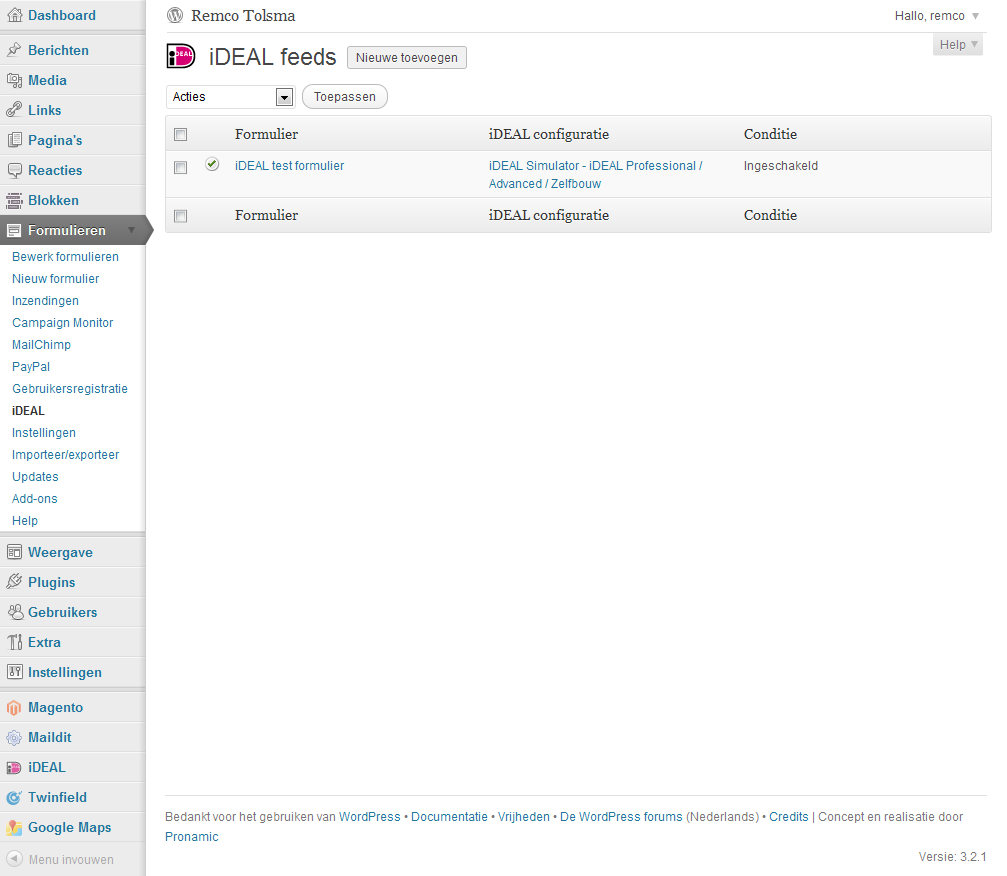 Dashboard
Berichten
Media
Links
Pagina's
Reacties
Blokken
Formulieren
Bewerk formulieren
Nieuw formulier
Inzendingen
Campaign Monitor
MailChimp
PayPal
Gebruikersregistratie
iDEAL
Instellingen
Importeer/exporteer
Updates
Add-ons
Help
Weergave
Plugins
Gebruikers
Extra
Instellingen
Magento
Maildit
iDEAL
Twinfield
Google Maps
Menu invouwen
Remco Tolsma
Hallo, remco
Help
iDEAL
iDEAL feeds
Nieuwe toevoegen
Acties
Toepassen
Formulier iDEAL configuratie Conditie
iDEAL test formulier iDEAL Simulator - iDEAL Professional / Ingeschakeld
Advanced / Zelfbouw
Formulier iDEAL configuratie Conditie
Bedankt voor het gebruiken van WordPress • Documentatie • Vrijheden • De WordPress forums (Nederlands) • Credits | Concept en realisatie door
Pronamic
Versie: 3.2.1